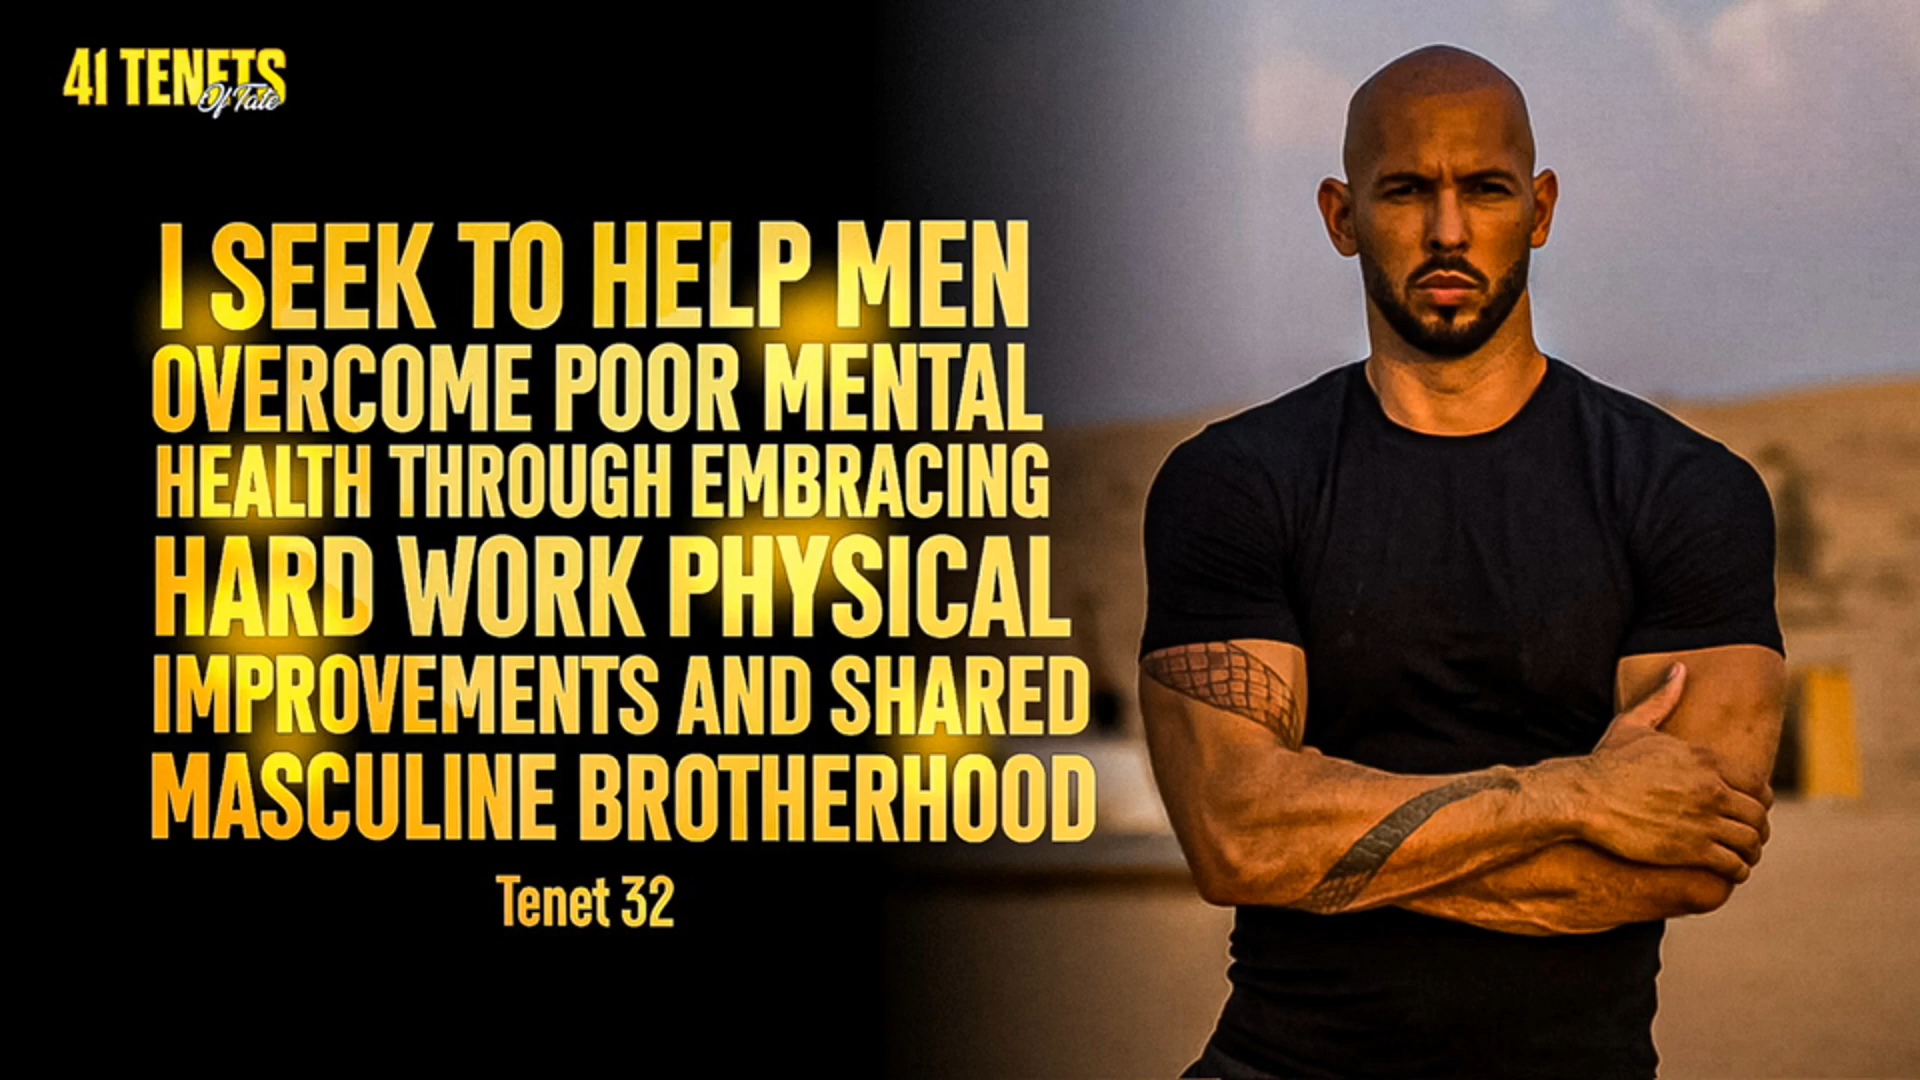 41 TENETS
Of Tate
I SEEK TO HELP MEN
OVERCOME POOR MENTAL
HEALTH THROUGH EMBRACING
HARD WORK PHYSICAL
IMPROVEMENTS AND SHARED
MASCULINE BROTHERHOOD
Tenet 32